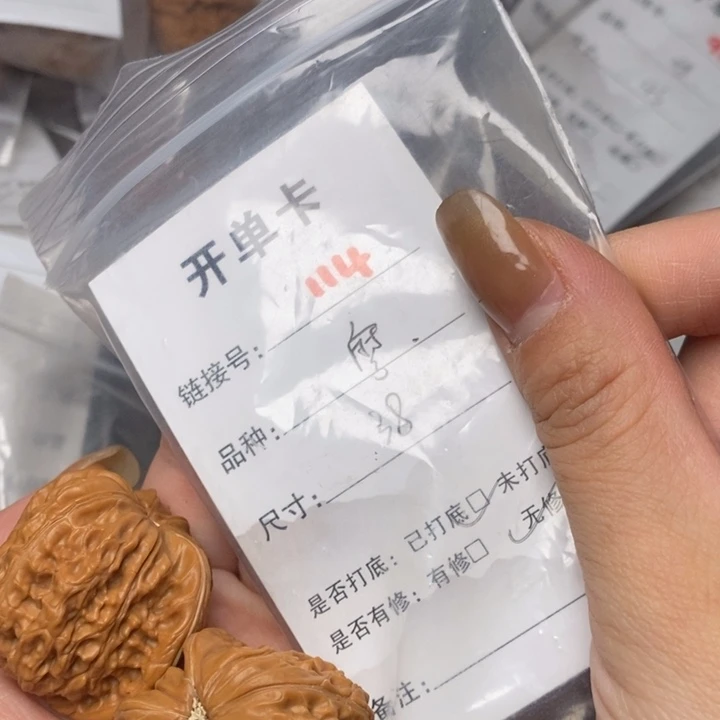 开单卡
链接号: 114
品种:
尺寸: 38
是否打底: 已打底□ 未打底
是否有修: 有修□ 无修
备注: